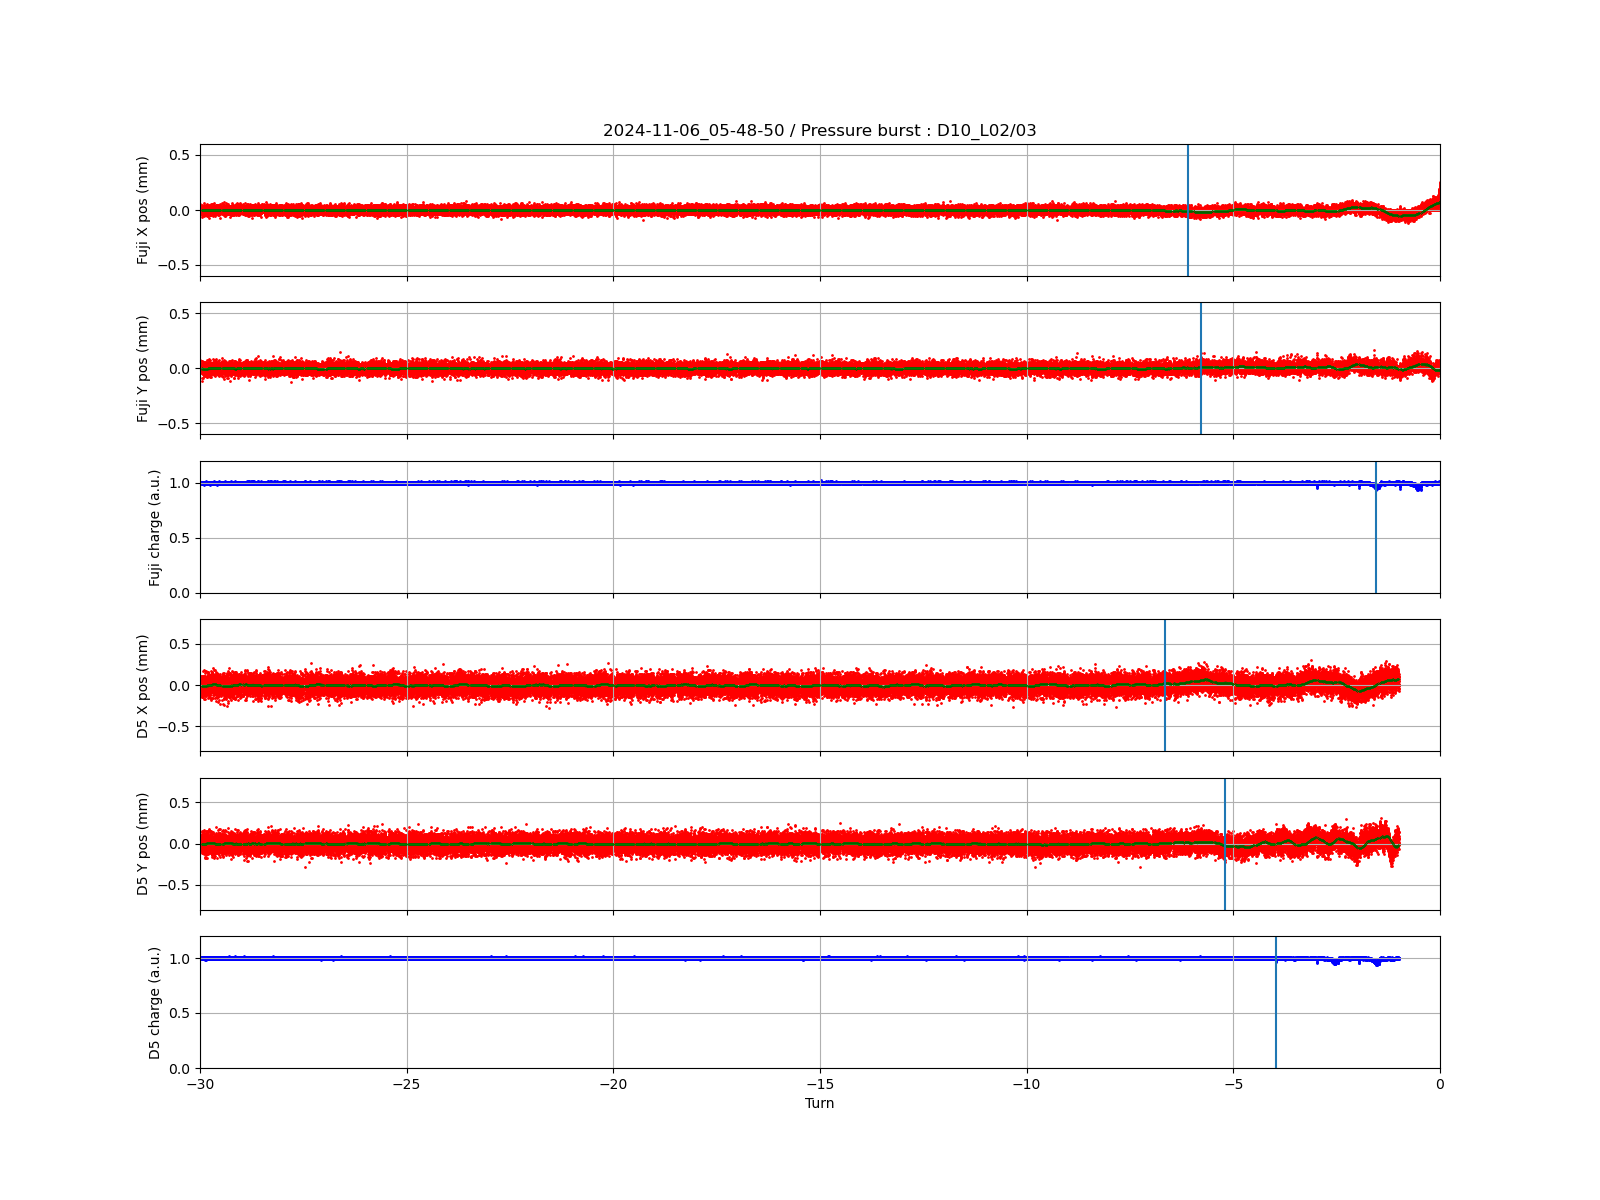 2024-11-06_05-48-50 / Pressure burst : D10_L02/03
0.5
0.0
−0.5
Fuji X pos (mm)
0.5
0.0
−0.5
Fuji Y pos (mm)
1.0
0.5
0.0
Fuji charge (a.u.)
0.5
0.0
−0.5
D5 X pos (mm)
0.5
0.0
−0.5
D5 Y pos (mm)
1.0
0.5
0.0
D5 charge (a.u.)
−30 −25 −20 −15 −10 −5 0
Turn